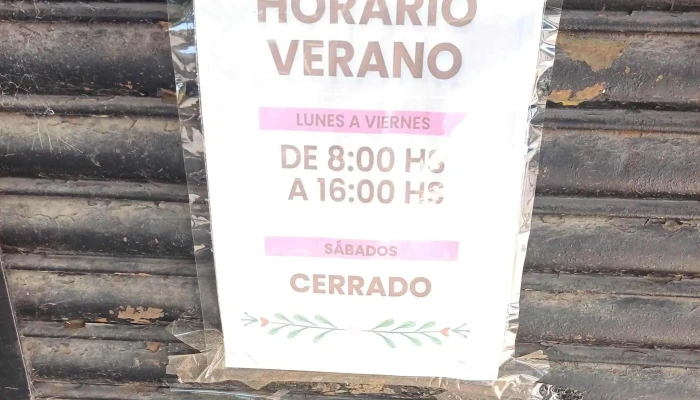 HORARIO
VERANO
LUNES A VIERNES
DE 8:00 HS
A 16:00 HS
SÁBADOS
CERRADO